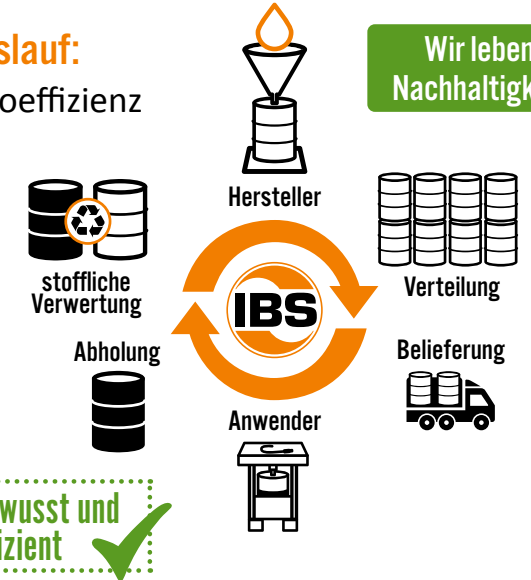 slauf:
oeffizienz
Wir leben
Nachhaltigk
Hersteller
stoffliche
Verwertung
IBS
Verteilung
Abholung
Belieferung
Anwender
wusst und
izient